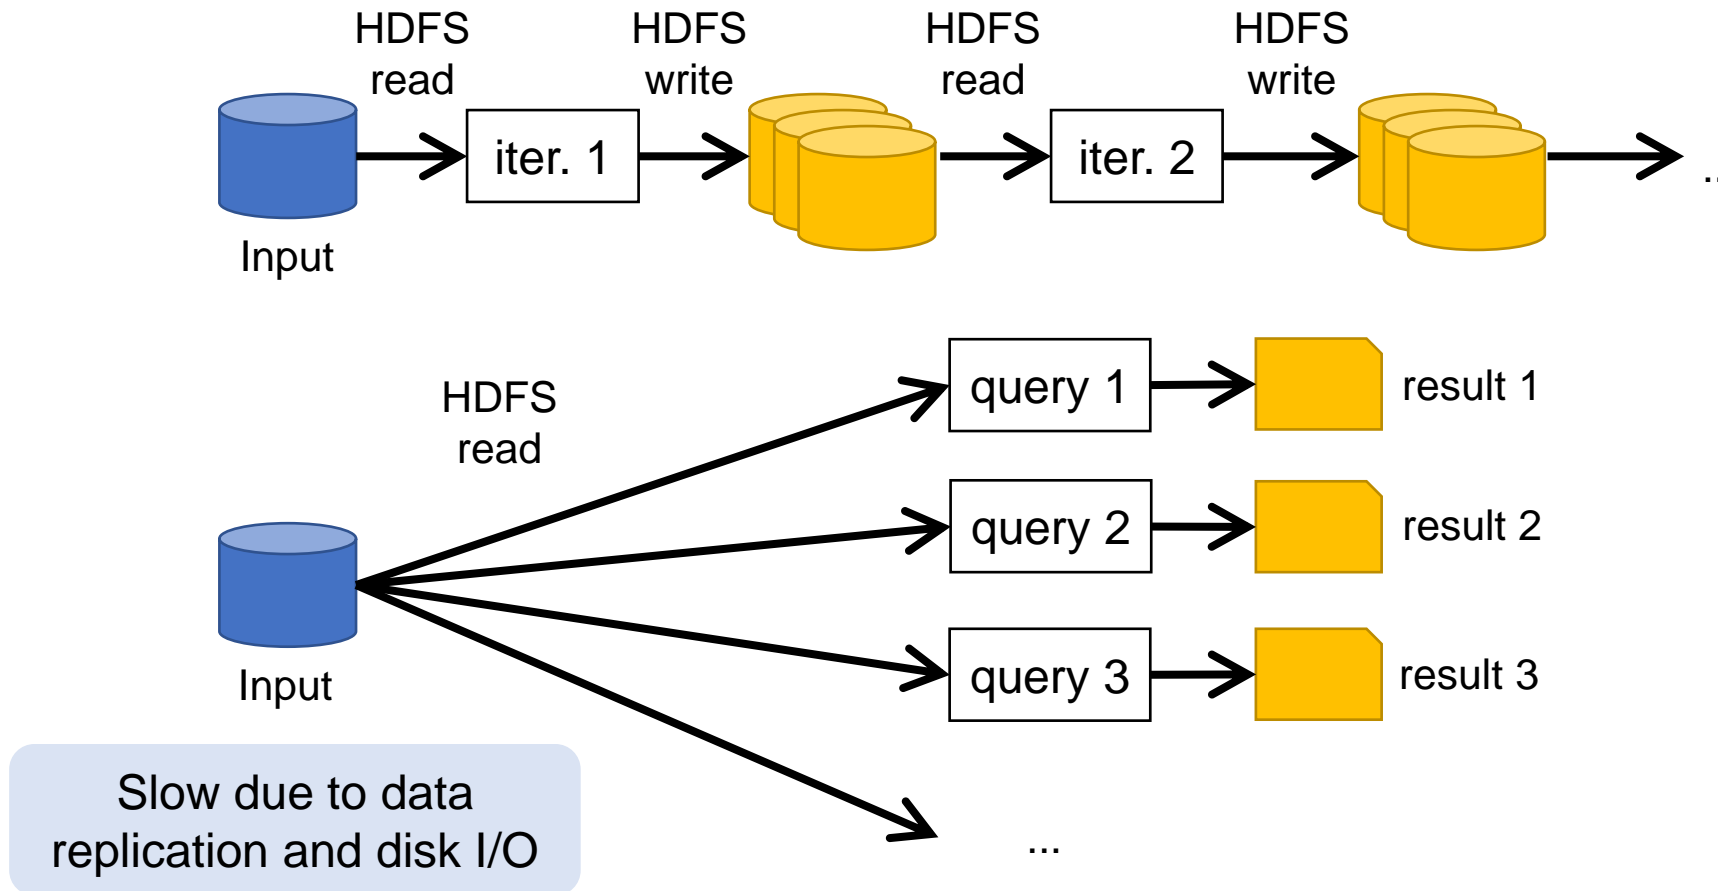 HDFS
read
HDFS
write
HDFS
read
HDFS
write
iter. 1
iter. 2
..
Input
HDFS
read
query 1
result 1
query 2
result 2
query 3
result 3
Input
Slow due to data
replication and disk I/O
...